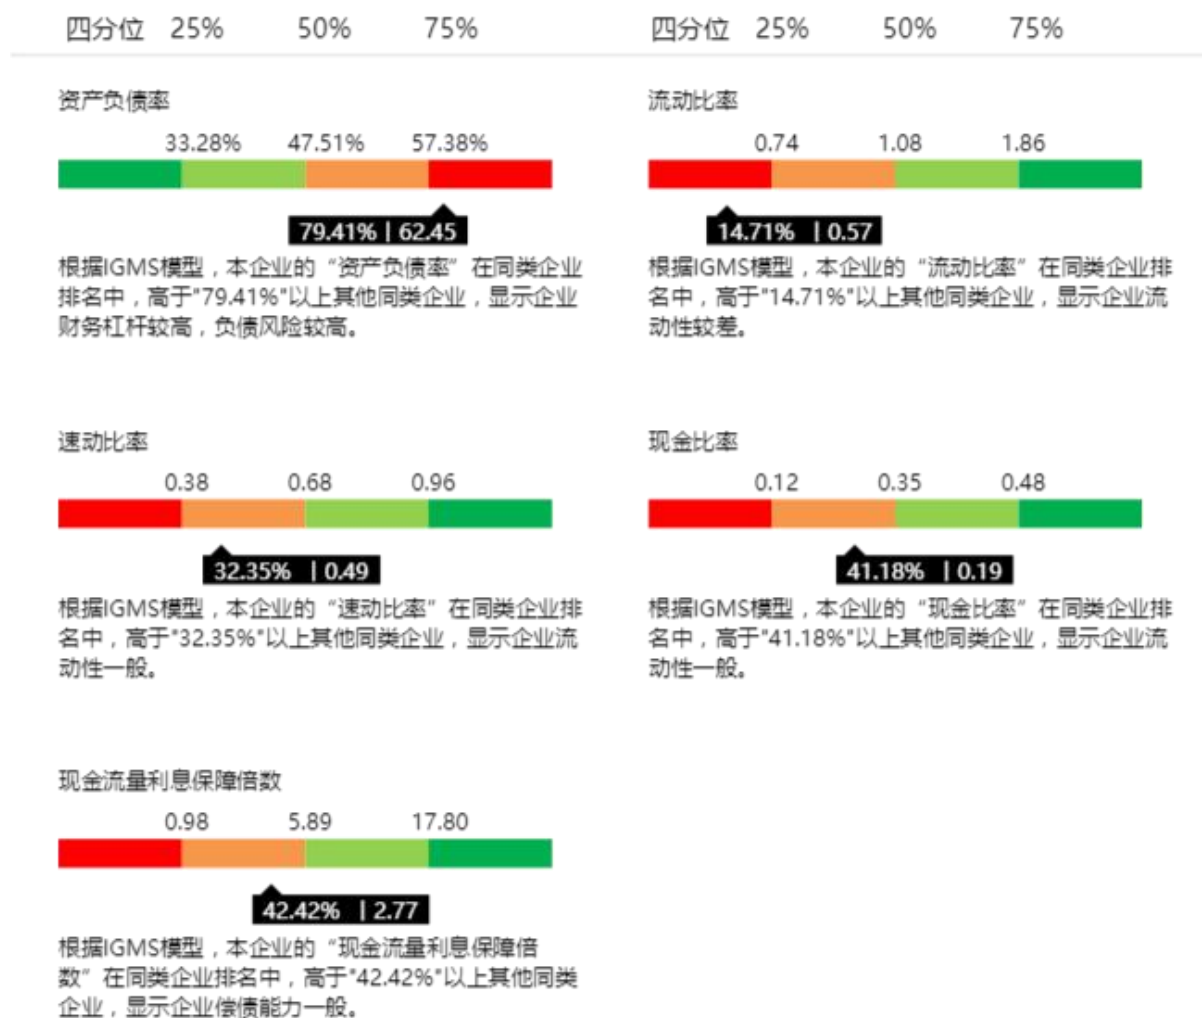 四分位 25% 50% 75%
四分位 25% 50% 75%
资产负债率
33.28% 47.51% 57.38%
79.41% | 62.45
根据IGMS模型，本企业的“资产负债率”在同类企业
排名中，高于"79.41%"以上其他同类企业，显示企业
财务杠杆较高，负债风险较高。
流动比率
0.74 1.08 1.86
14.71% | 0.57
根据IGMS模型，本企业的“流动比率”在同类企业排
名中，高于"14.71%"以上其他同类企业，显示企业流
动性较差。
速动比率
0.38 0.68 0.96
32.35% | 0.49
根据IGMS模型，本企业的“速动比率”在同类企业排
名中，高于"32.35%"以上其他同类企业，显示企业流
动性一般。
现金比率
0.12 0.35 0.48
41.18% | 0.19
根据IGMS模型，本企业的“现金比率”在同类企业排
名中，高于"41.18%"以上其他同类企业，显示企业流
动性一般。
现金流量利息保障倍数
0.98 5.89 17.80
42.42% | 2.77
根据IGMS模型，本企业的“现金流量利息保障倍
数”在同类企业排名中，高于"42.42%"以上其他同类
企业，显示企业偿债能力一般。